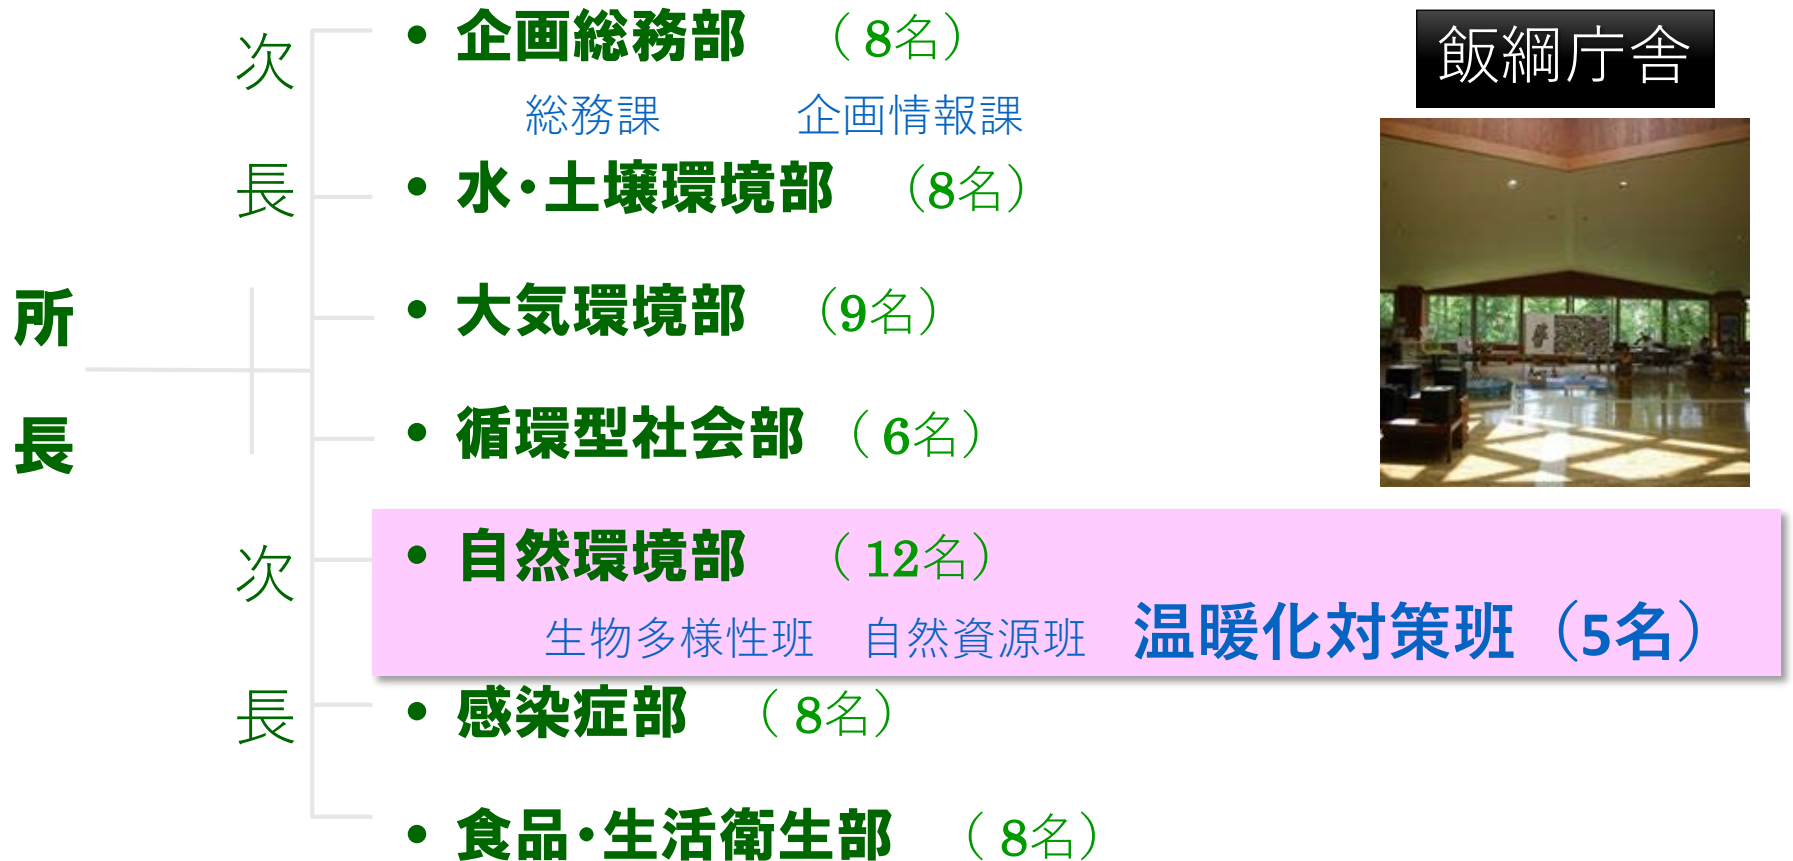 所長
次長
次長
• 企画総務部 （ 8名）
総務課 企画情報課
• 水・土壌環境部 （8名）
• 大気環境部 （9名）
• 循環型社会部 （ 6名）
• 自然環境部 （ 12名）
生物多様性班 自然資源班 温暖化対策班（5名）
• 感染症部 （ 8名）
• 食品・生活衛生部 （ 8名）
飯綱庁舎